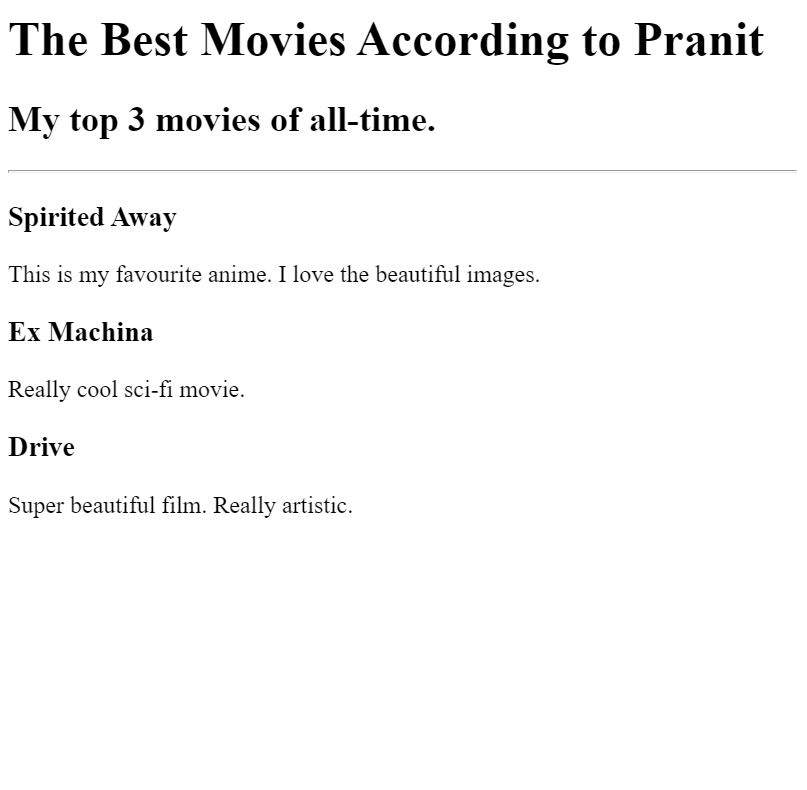 The Best Movies According to Pranit
My top 3 movies of all-time.
Spirited Away
This is my favourite anime. I love the beautiful images.
Ex Machina
Really cool sci-fi movie.
Drive
Super beautiful film. Really artistic.